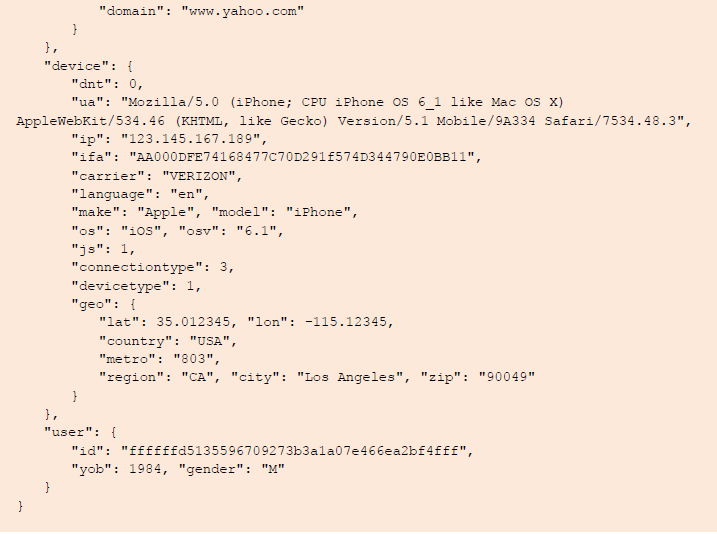 "domain": "www.yahoo.com"
}
},
"device": {
"dnt": 0,
"ua": "Mozilla/5.0 (iPhone; CPU iPhone OS 6_1 like Mac OS X)
AppleWebKit/534.46 (KHTML, like Gecko) Version/5.1 Mobile/9A334 Safari/7534.48.3",
"ip": "123.145.167.189",
"ifa": "AA000DFE74168477C70D291f574D344790E0BB11",
"carrier": "VERIZON",
"language": "en",
"make": "Apple", "model": "iPhone",
"os": "iOS", "osv": "6.1",
"js": 1,
"connectiontype": 3,
"devicetype": 1,
"geo": {
"lat": 35.012345, "lon": -115.12345,
"country": "USA",
"metro": "803",
"region": "CA", "city": "Los Angeles", "zip": "90049"
}
},
"user": {
"id": "ffffffd5135596709273b3a1a07e466ea2bf4fff",
"yob": 1984, "gender": "M"
}
}